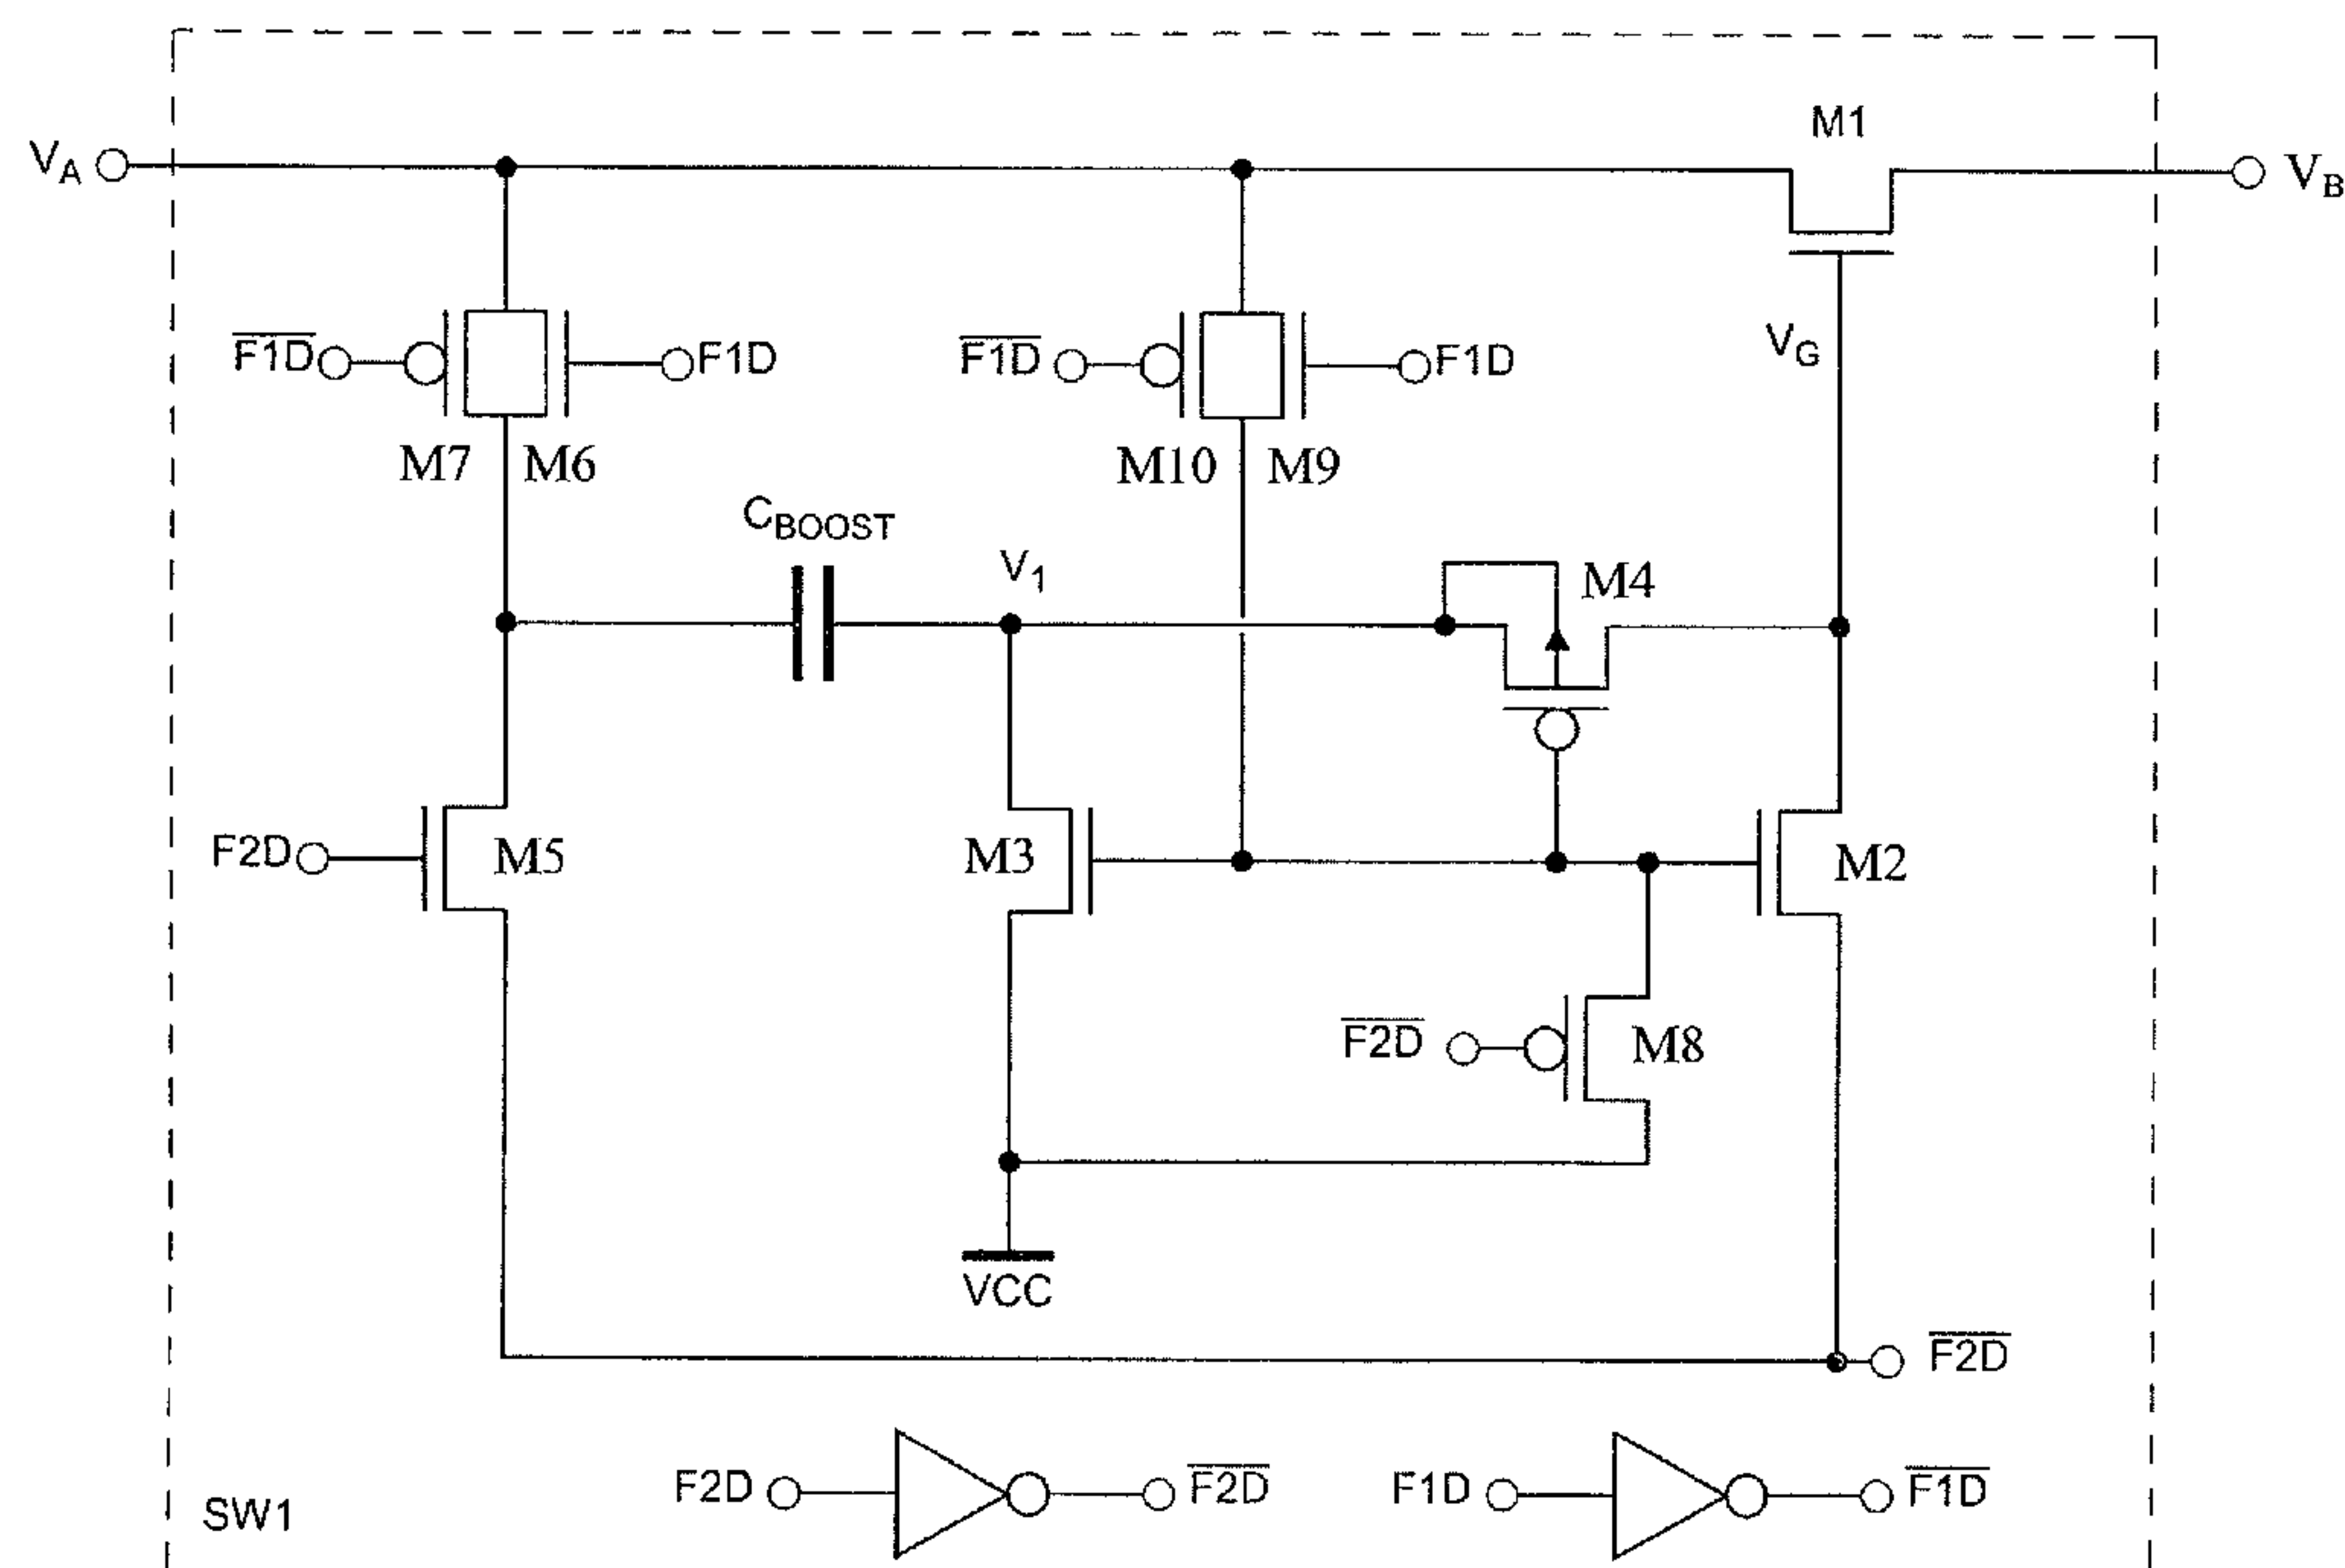 M1
VA
VB
F1D
F1D
F1D
F1D
VG
M7
M6
M10
M9
CBOOST
V1
M4
F2D
M5
M3
M2
F2D
M8
VCC
F2D
F2D
F2D
F1D
F1D
SW1